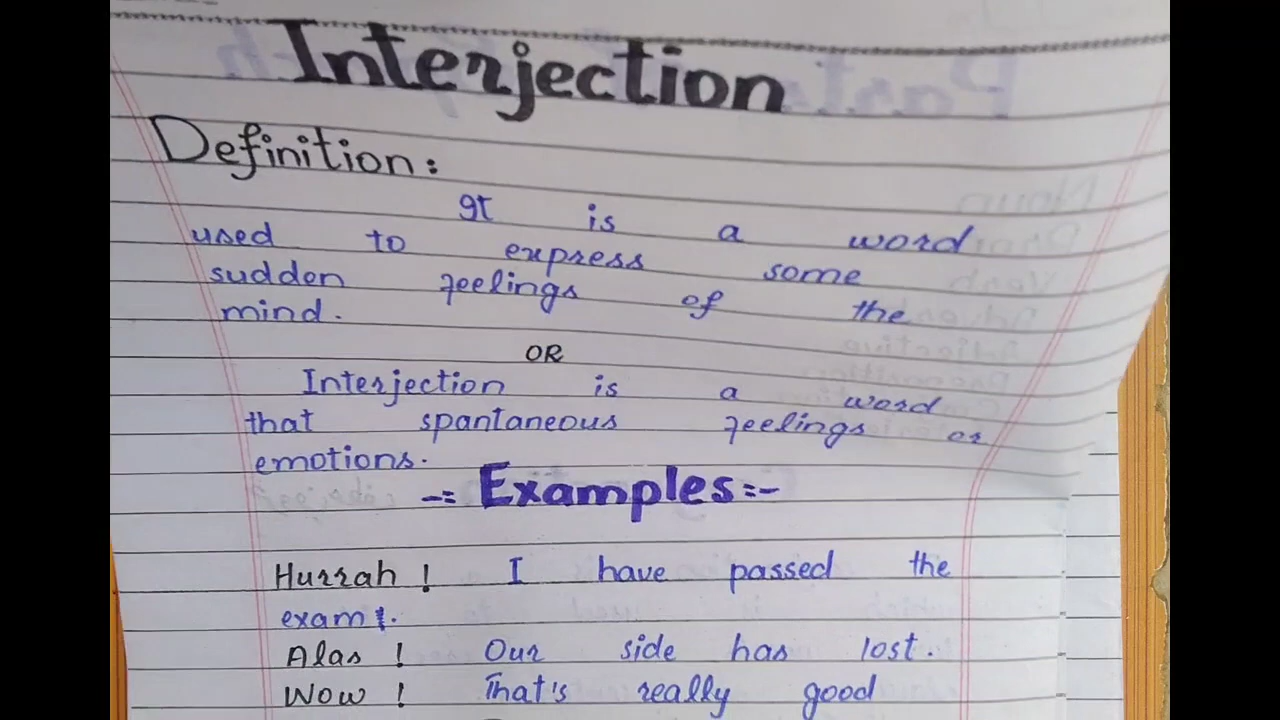 Interjection
Definition:
It is a word
used to express some
sudden feelings of the
mind.
OR
Interjection is a word
that spantaneous feelings or
emotions.
-= Examples:-
Hurrah ! I have passed the
exam.
Alas ! Our side has lost.
Wow ! That's really good